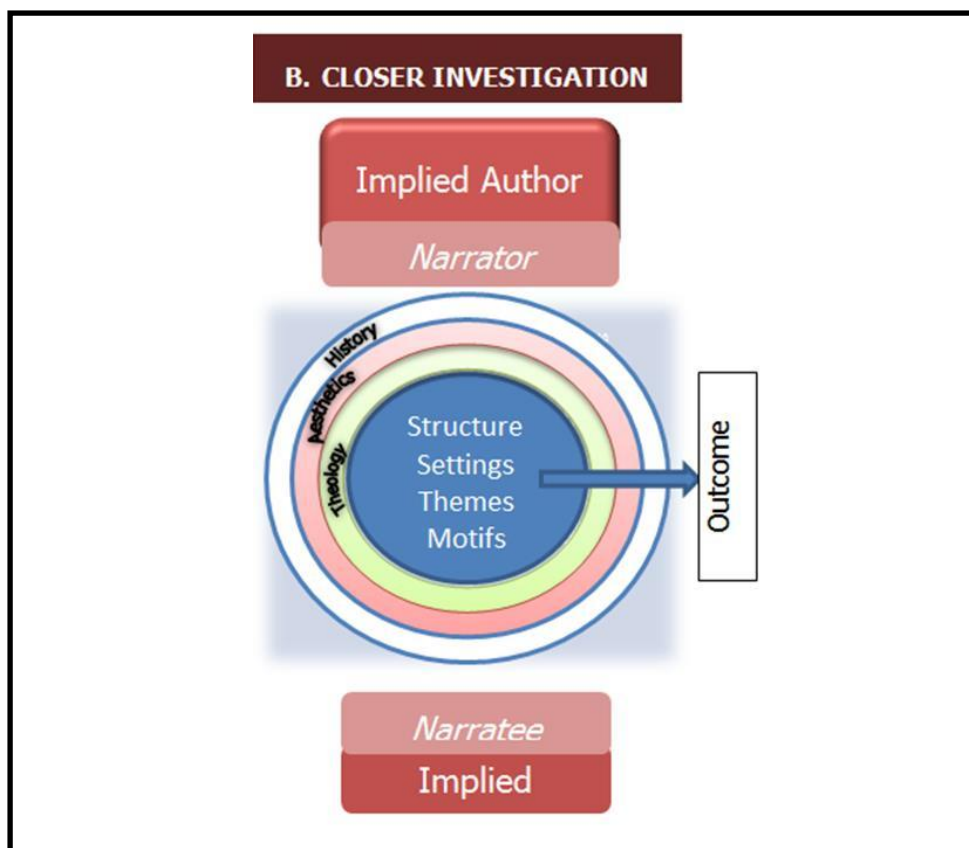 B. CLOSER INVESTIGATION
Implied Author
Narrator
History
Aesthetics
Theology
Structure
Settings
Themes
Motifs
Outcome
Narratee
Implied